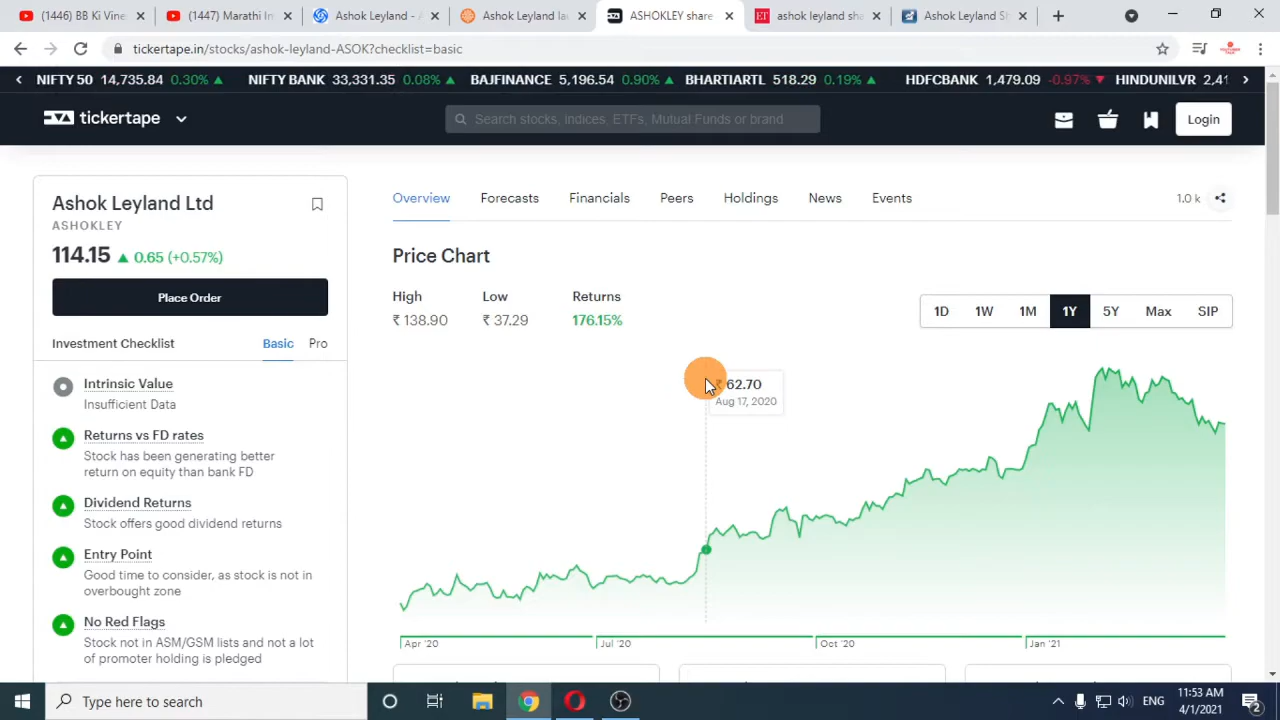 (1447) BB Ki Vines
(1447) Marathi In
Ashok Leyland - A
Ashok Leyland la
ASHOKLEY share
ashok leyland sha
Ashok Leyland Sh
tickertape.in/stocks/ashok-leyland-ASOK?checklist=basic
NIFTY 50 14,735.84 0.30% NIFTY BANK 33,331.35 0.08% BAJFINANCE 5,196.54 0.90% BHARTIARTL 518.29 0.19% HDFCBANK 1,479.09 -0.97% HINDUNILVR 2,41
tickertape
Search stocks, indices, ETFs, Mutual Funds or brand
Login
Ashok Leyland Ltd
ASHOKLEY
114.15 0.65 (+0.57%)
Place Order
Investment Checklist Basic Pro
Intrinsic Value
Insufficient Data
Returns vs FD rates
Stock has been generating better
return on equity than bank FD
Dividend Returns
Stock offers good dividend returns
Entry Point
Good time to consider, as stock is not in
overbought zone
No Red Flags
Stock not in ASM/GSM lists and not a lot
of promoter holding is pledged
Overview Forecasts Financials Peers Holdings News Events
1.0 k
Price Chart
High Low Returns
₹ 138.90 ₹ 37.29 176.15%
1D 1W 1M 1Y 5Y Max SIP
₹ 62.70
Aug 17, 2020
Apr '20 Jul '20 Oct '20 Jan '21
Type here to search
ENG
11:53 AM
4/1/2021
2